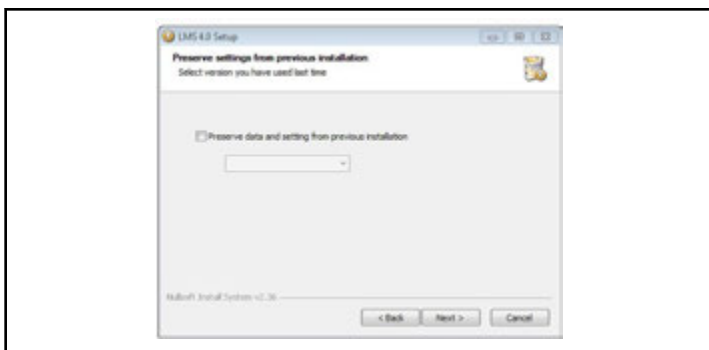 LMS 4.0 Setup
Preserve settings from previous installation
Select version you have used last time
Preserve data and setting from previous installation
Nullsoft Install System v2.36
< Back
Next >
Cancel